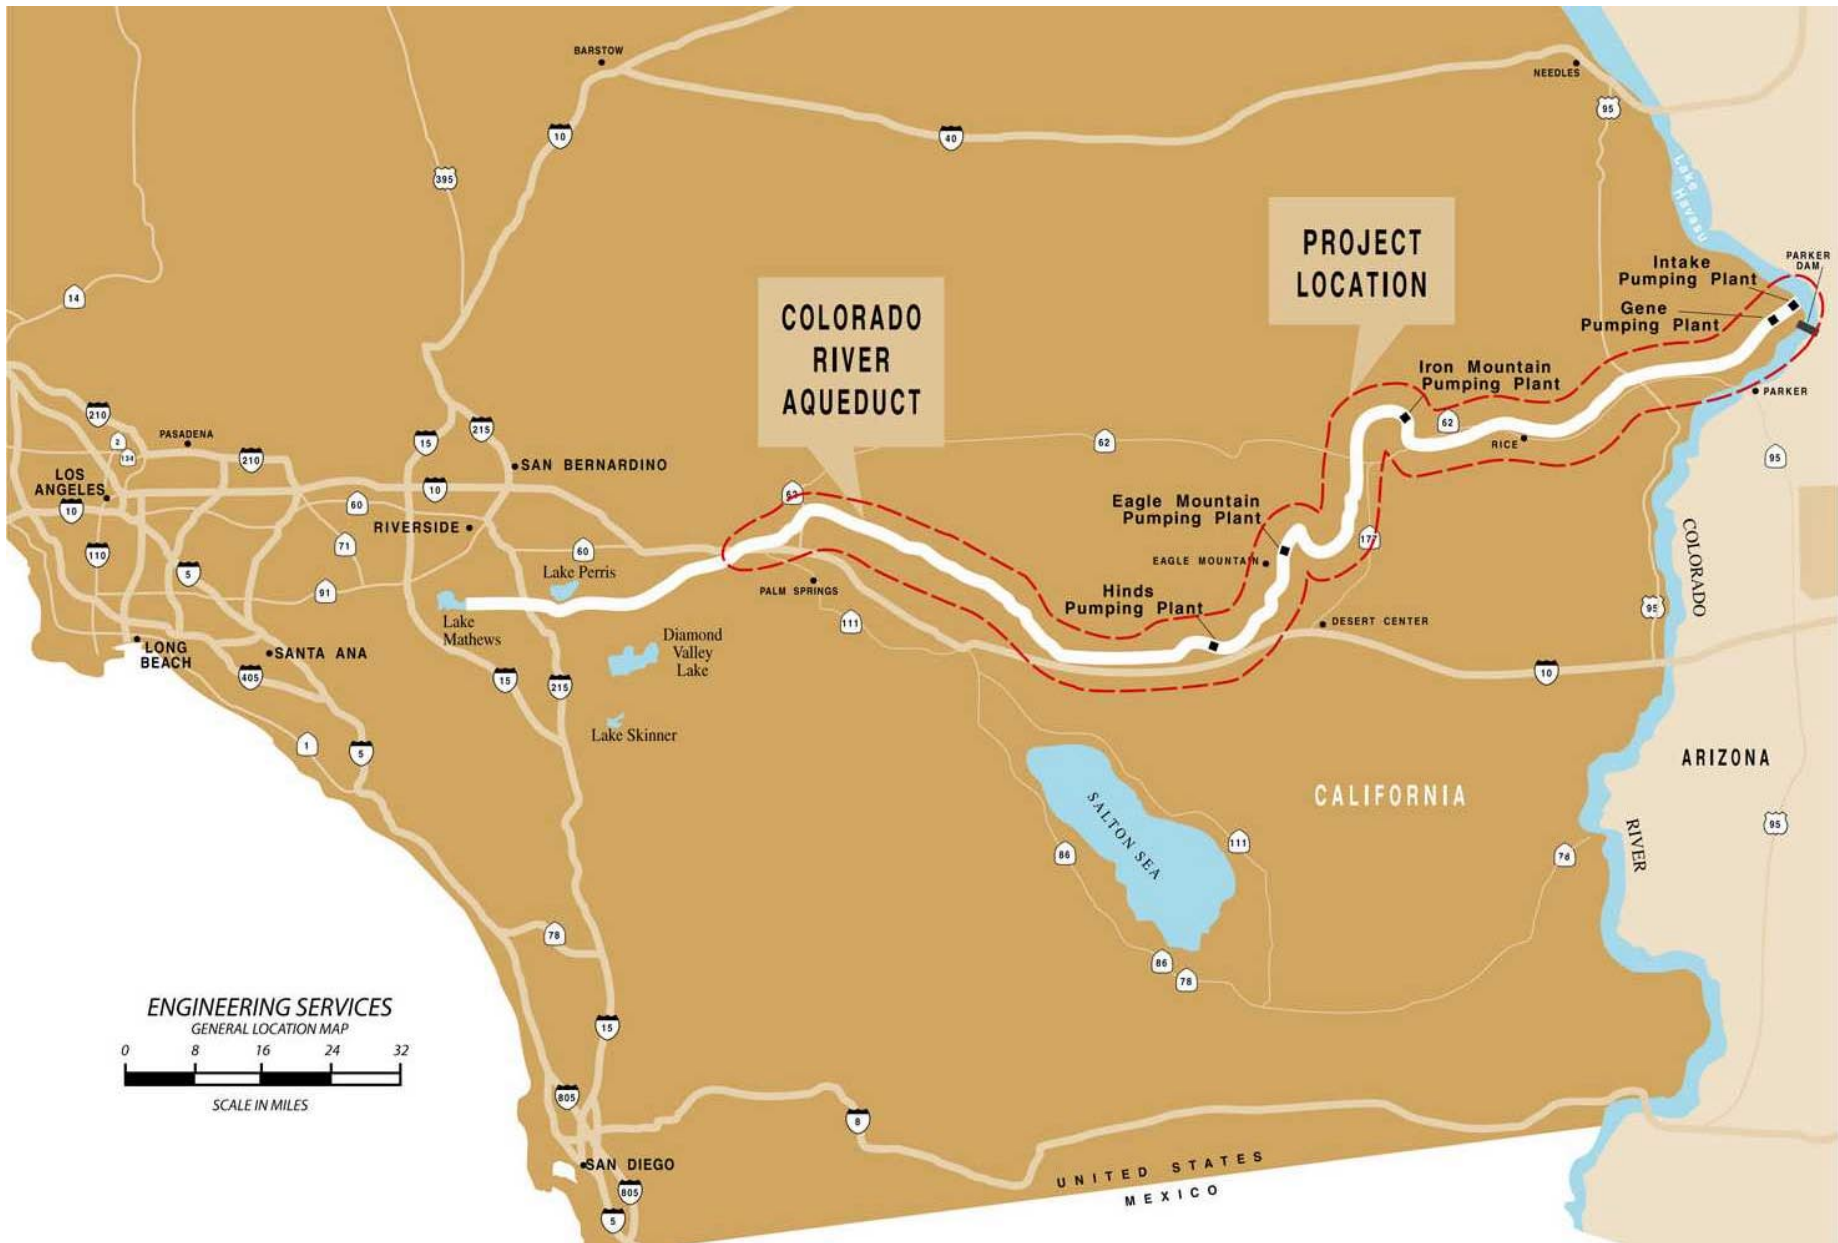 BARSTOW
NEEDLES
10
40
95
395
Lake
Havasu
14
PROJECT
LOCATION
COLORADO
RIVER
AQUEDUCT
Intake
Pumping Plant
PARKER
DAM
Gene
Pumping Plant
Iron Mountain
Pumping Plant
PARKER
210
2
134
PASADENA
210
15
215
SAN BERNARDINO
62
62
RICE
95
LOS
ANGELES
10
60
10
RIVERSIDE
62
Eagle Mountain
Pumping Plant
EAGLE MOUNTAIN
177
110
5
71
60
91
Lake Perris
PALM SPRINGS
Hinds
Pumping Plant
COLORADO
95
Lake
Mathews
111
DESERT CENTER
LONG
BEACH
SANTA ANA
405
15
215
Diamond
Valley
Lake
10
Lake Skinner
1
5
ARIZONA
CALIFORNIA
SALTON SEA
86
111
78
RIVER
95
78
86
78
ENGINEERING SERVICES
GENERAL LOCATION MAP
0 8 16 24 32
SCALE IN MILES
15
805
8
SAN DIEGO
805
5
UNITED STATES
MEXICO